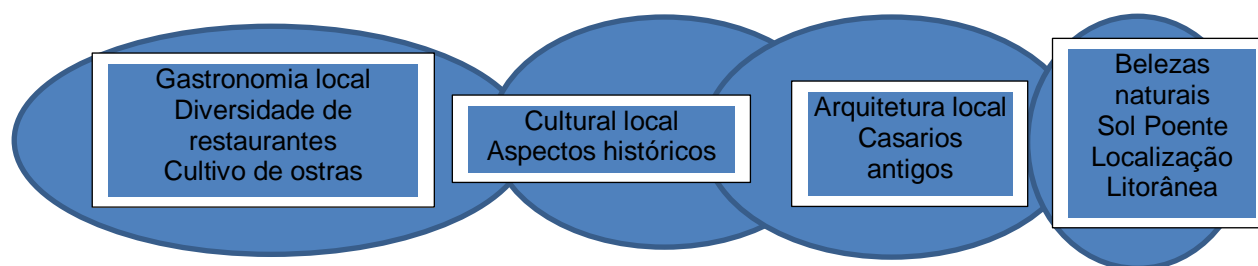 Gastronomia local
Diversidade de
restaurantes
Cultivo de ostras
Cultural local
Aspectos históricos
Arquitetura local
Casarios
antigos
Belezas
naturais
Sol Poente
Localização
Litorânea